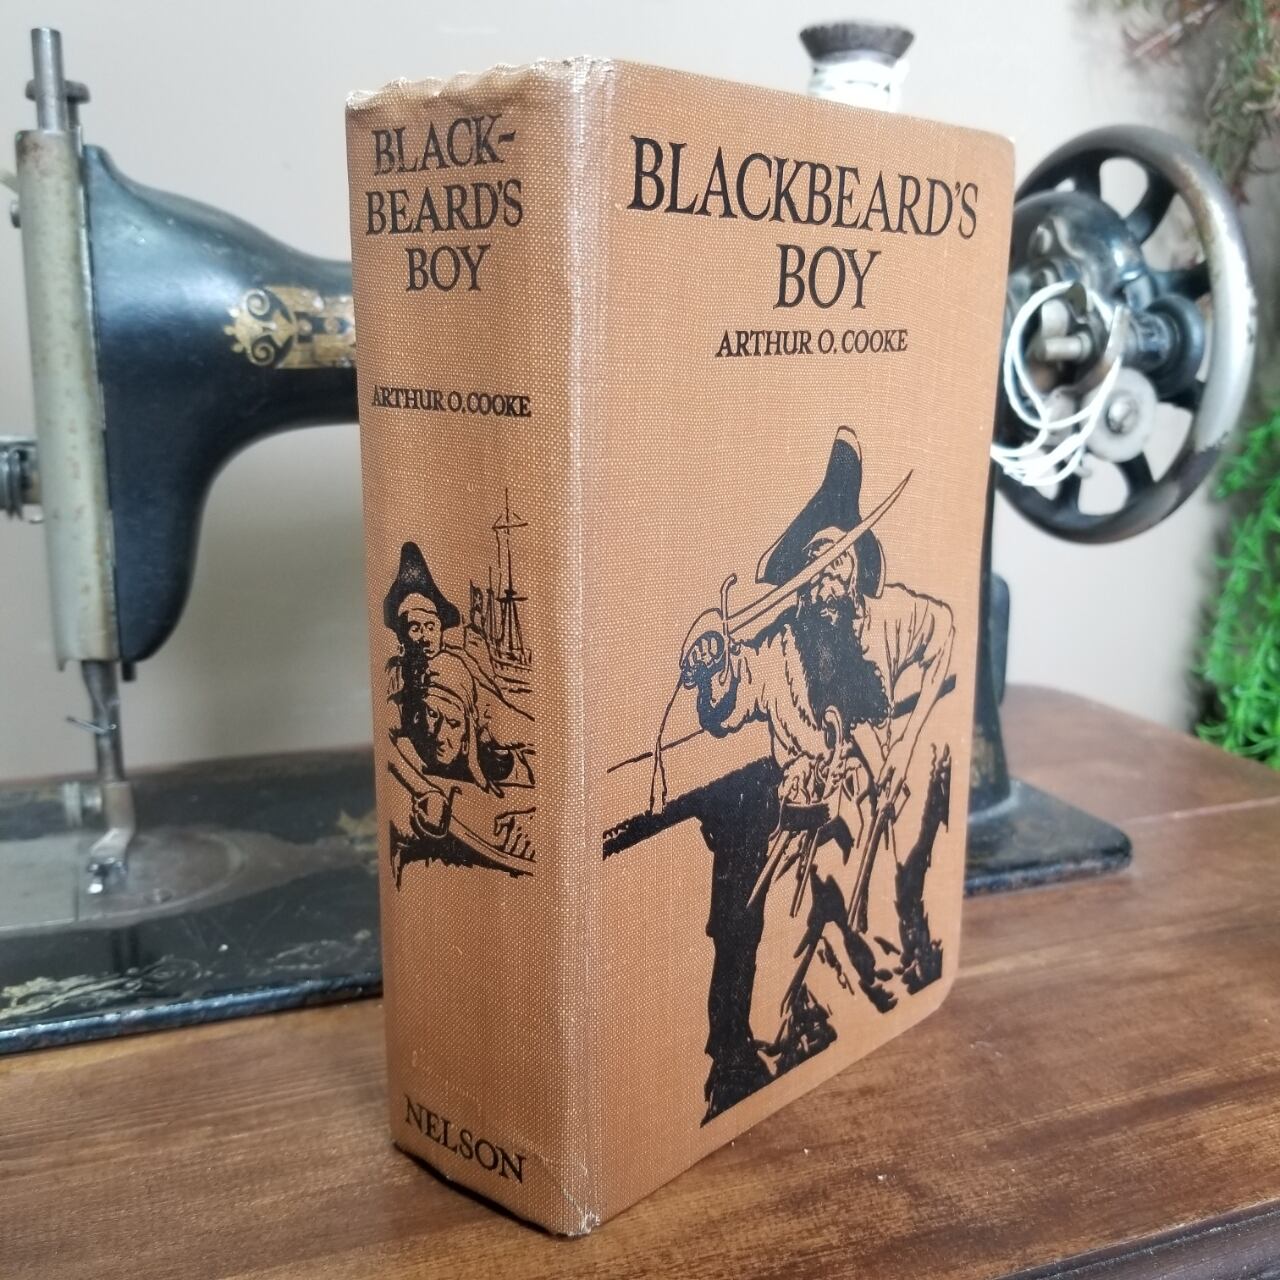 BLACK-
BEARD'S
BOY
ARTHUR O. COOKE
NELSON
BLACKBEARD'S
BOY
ARTHUR O. COOKE